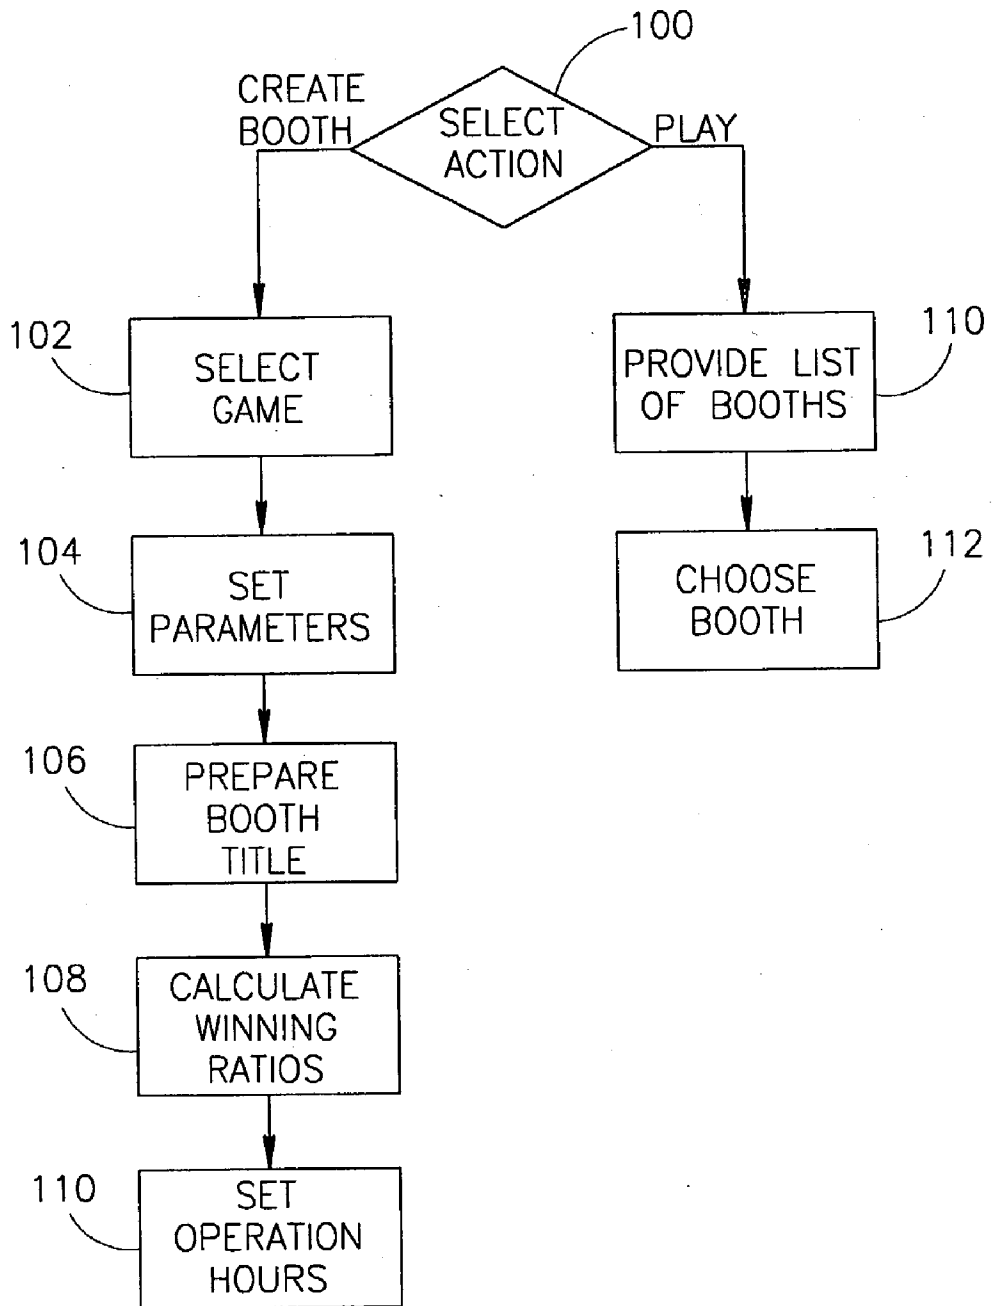 100
CREATE
BOOTH
SELECT
ACTION
PLAY
102
SELECT
GAME
110
PROVIDE LIST
OF BOOTHS
104
SET
PARAMETERS
112
CHOOSE
BOOTH
106
PREPARE
BOOTH
TITLE
108
CALCULATE
WINNING
RATIOS
110
SET
OPERATION
HOURS